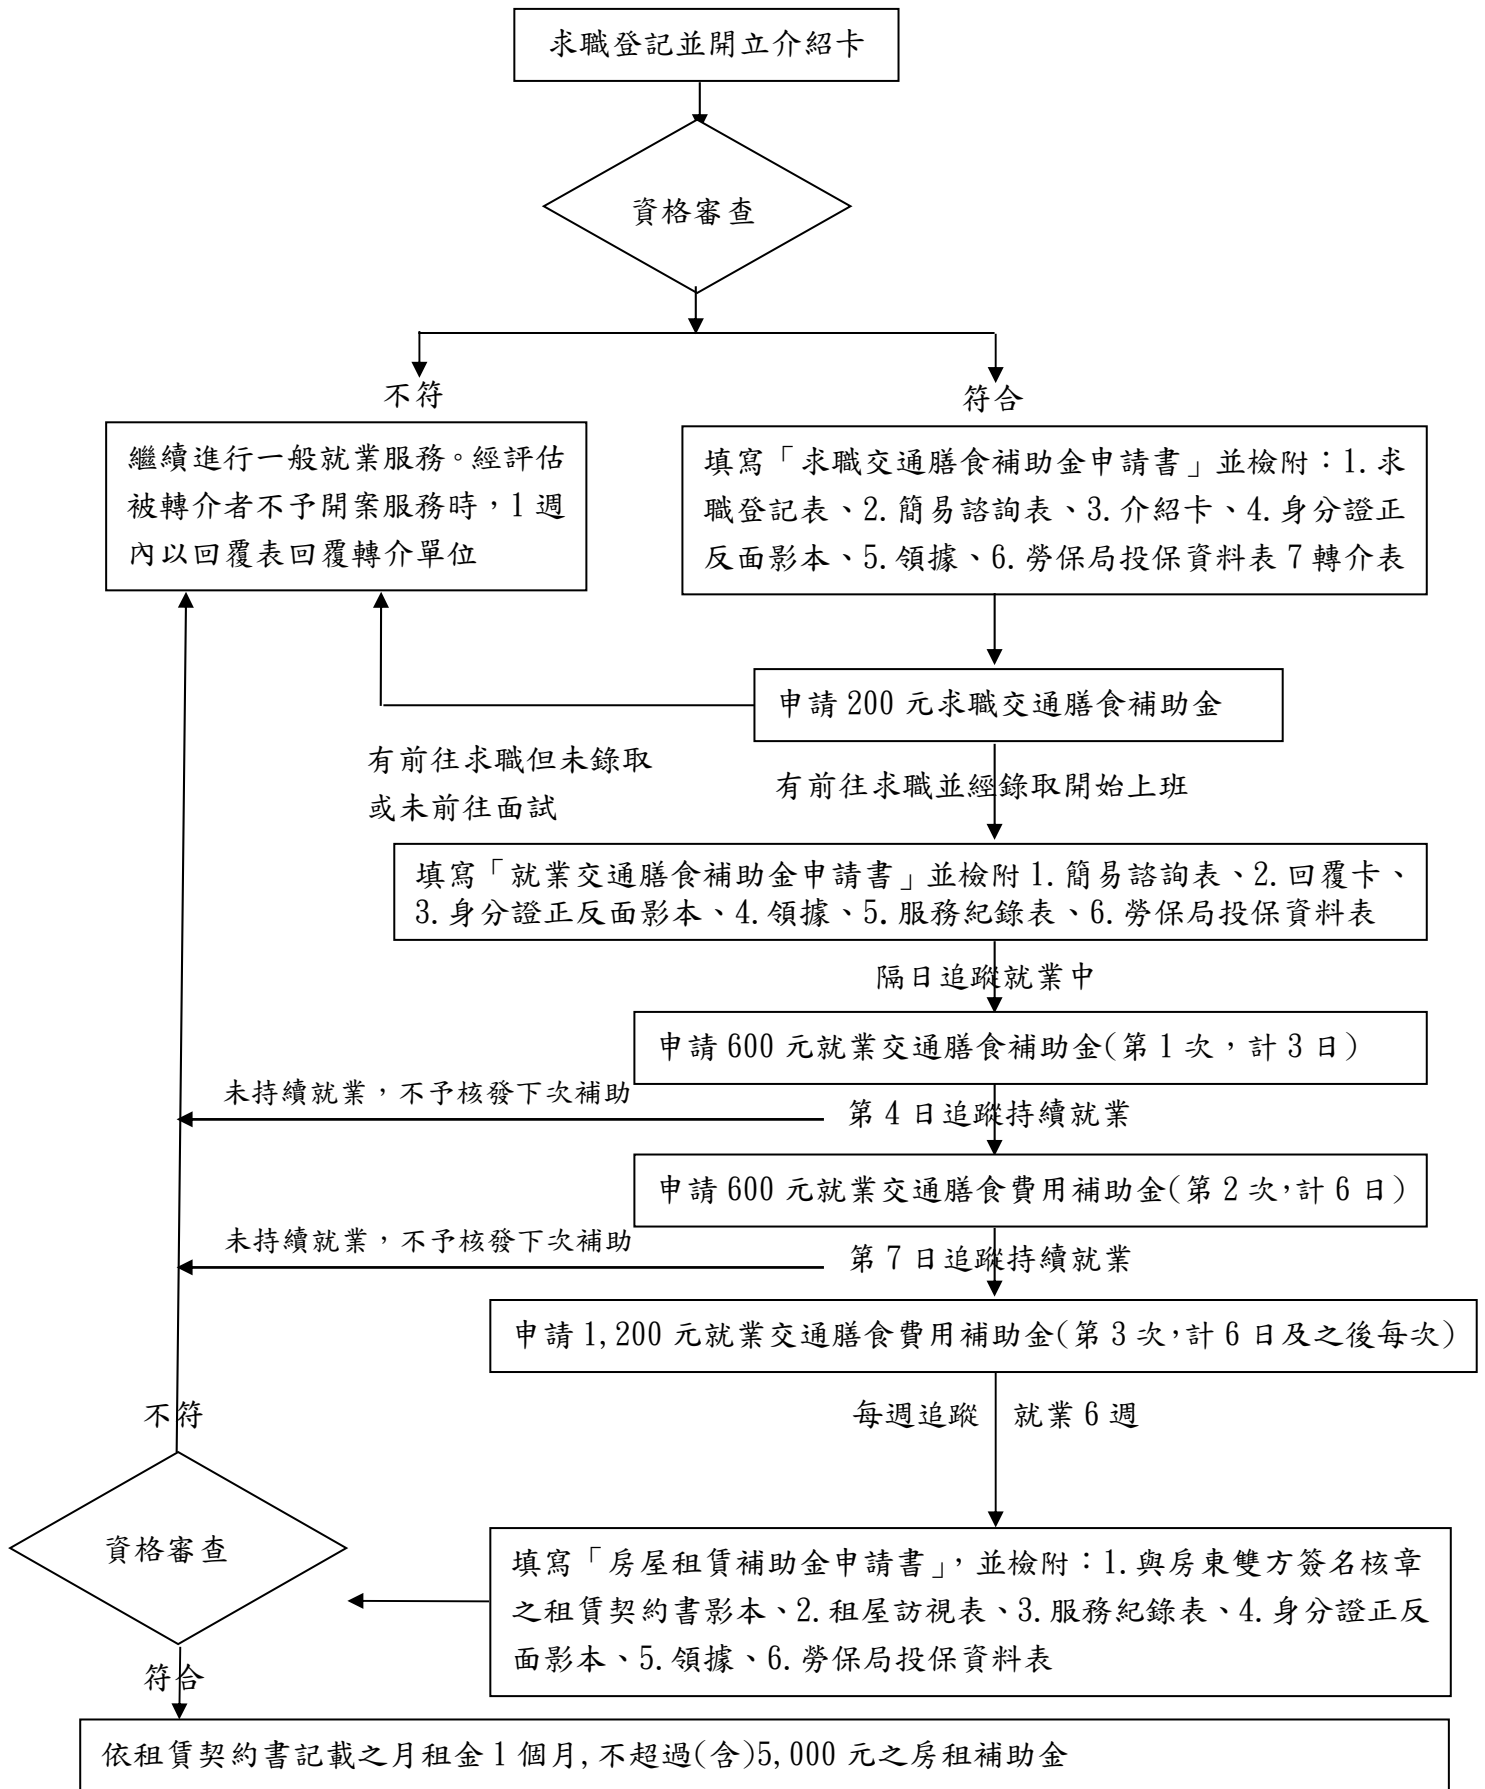 求職登記並開立介紹卡
資格審查
不符
符合
繼續進行一般就業服務。經評估
被轉介者不予開案服務時，1 週
內以回覆表回覆轉介單位
填寫「求職交通膳食補助金申請書」並檢附：1.求
職登記表、2.簡易諮詢表、3.介紹卡、4.身分證正
反面影本、5.領據、6.勞保局投保資料表 7 轉介表
申請 200 元求職交通膳食補助金
有前往求職但未錄取
或未前往面試
有前往求職並經錄取開始上班
填寫「就業交通膳食補助金申請書」並檢附 1.簡易諮詢表、2.回覆卡、
3.身分證正反面影本、4.領據、5.服務紀錄表、6.勞保局投保資料表
隔日追蹤就業中
申請 600 元就業交通膳食補助金(第 1 次，計 3 日)
未持續就業，不予核發下次補助
第 4 日追蹤持續就業
申請 600 元就業交通膳食費用補助金(第 2 次，計 6 日)
未持續就業，不予核發下次補助
第 7 日追蹤持續就業
申請 1,200 元就業交通膳食費用補助金(第 3 次，計 6 日及之後每次)
不符
每週追蹤 就業 6 週
資格審查
填寫「房屋租賃補助金申請書」，並檢附：1.與房東雙方簽名核章
之租賃契約書影本、2.租屋訪視表、3.服務紀錄表、4.身分證正反
面影本、5.領據、6.勞保局投保資料表
符合
依租賃契約書記載之月租金 1 個月,不超過(含)5,000 元之房租補助金